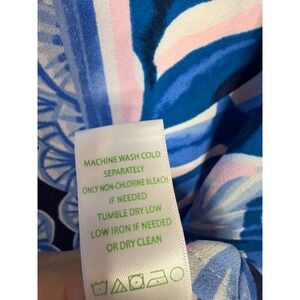 MACHINE WASH COLD
SEPARATELY
ONLY NON-CHLORINE BLEACH
IF NEEDED
TUMBLE DRY LOW
LOW IRON IF NEEDED
OR DRY CLEAN